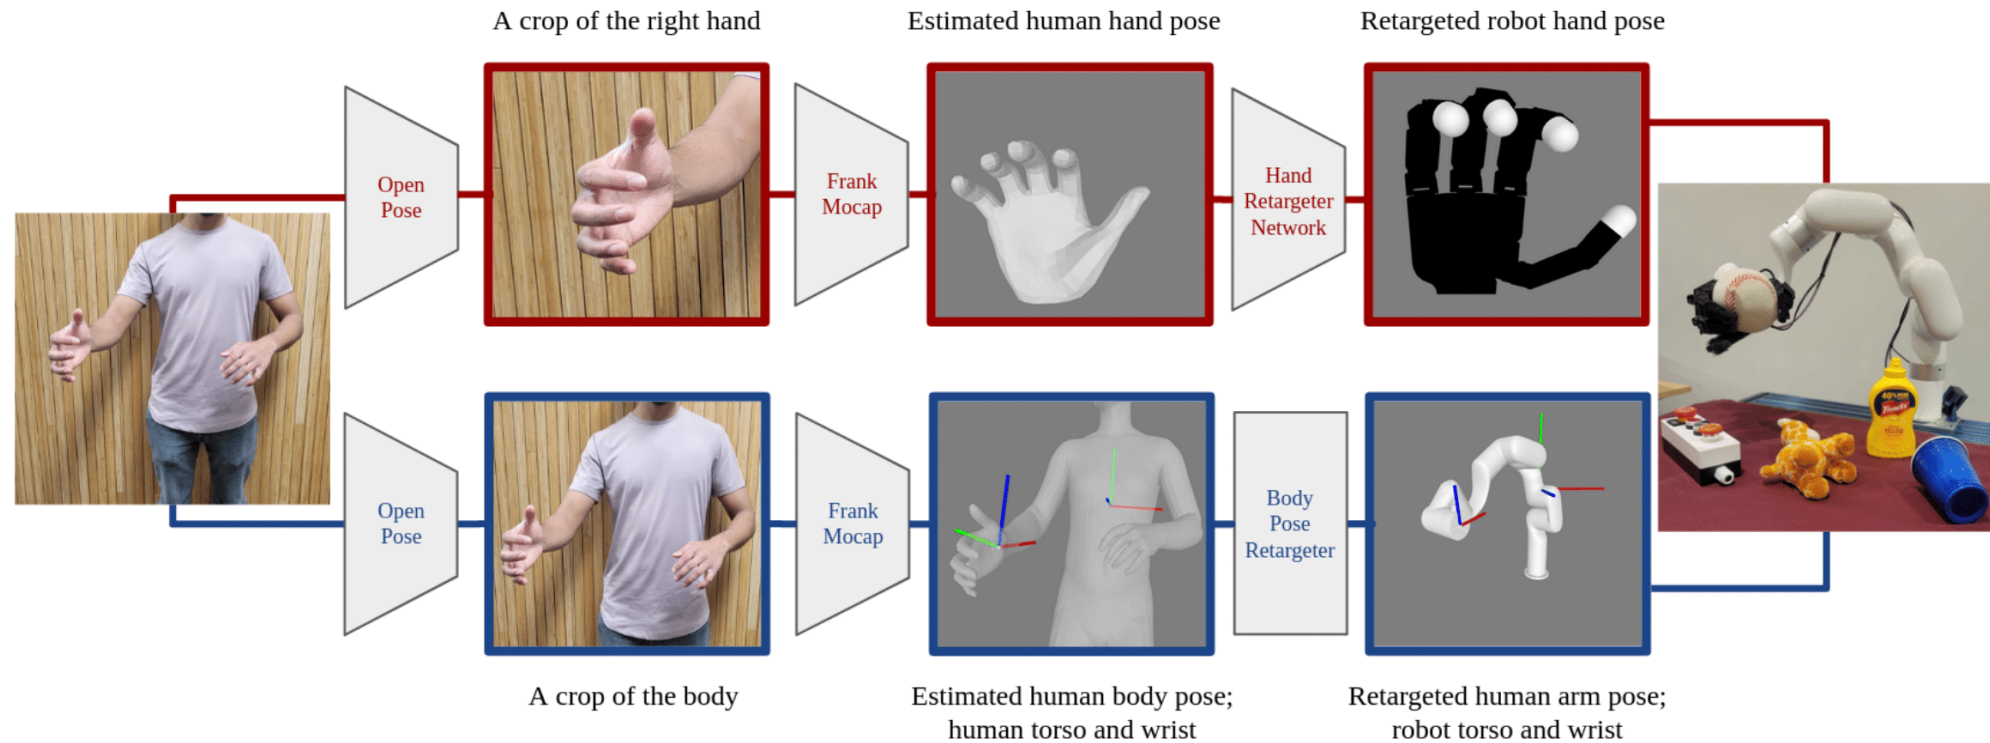 A crop of the right hand
Estimated human hand pose
Retargeted robot hand pose
Open
Pose
Frank
Mocap
Hand
Retargeter
Network
Open
Pose
Frank
Mocap
Body
Pose
Retargeter
40%
A crop of the body
Estimated human body pose;
human torso and wrist
Retargeted human arm pose;
robot torso and wrist